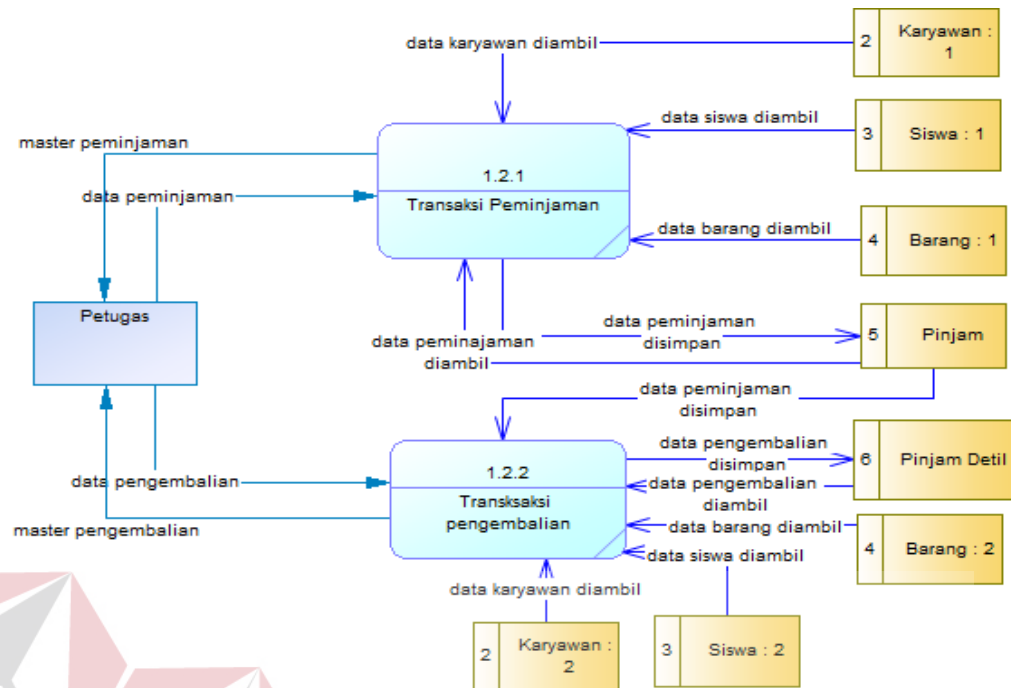 data karyawan diambil
2
Karyawan :
1
data siswa diambil
3
Siswa : 1
master peminjaman
1.2.1
data peminjaman
Transaksi Peminjaman
data barang diambil
4
Barang : 1
Petugas
data peminajaman
diambil
data peminjaman
disimpan
5
Pinjam
data peminjaman
disimpan
1.2.2
data pengembalian
disimpan
6
Pinjam Detil
data pengembalian
Transksaksi
pengembalian
data pengembalian
diambil
master pengembalian
data barang diambil
4
Barang : 2
data siswa diambil
data karyawan diambil
2
Karyawan :
2
3
Siswa : 2